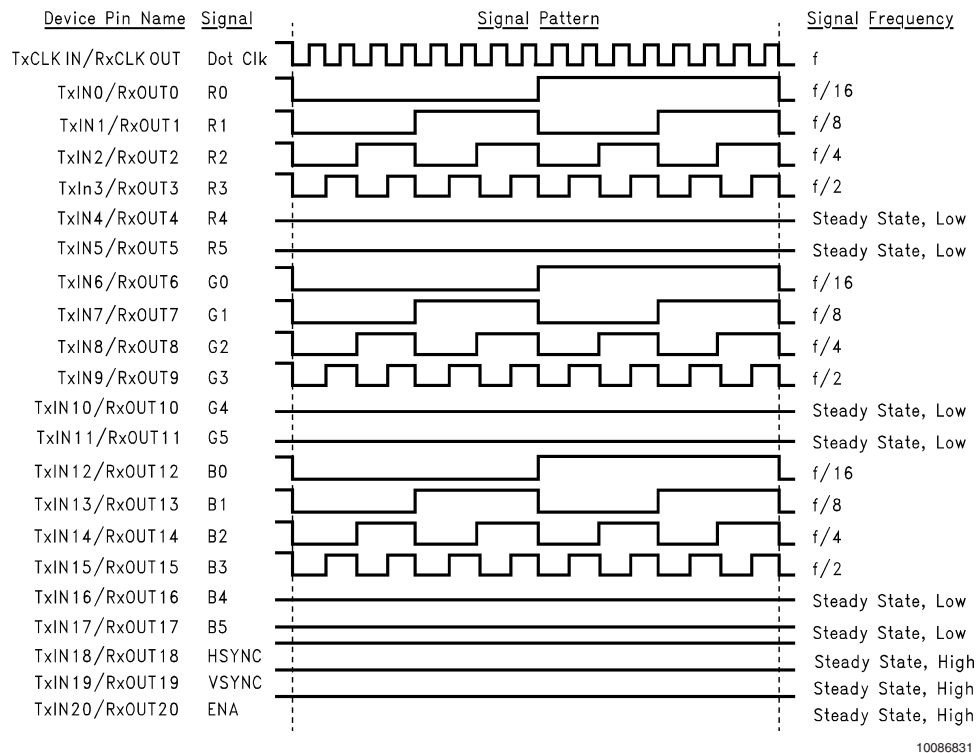 Device Pin Name Signal Signal Pattern Signal Frequency
TxCLK IN/RxCLK OUT Dot Clk f
TxIN0/RxOUT0 R0 f/16
TxIN1/RxOUT1 R1 f/8
TxIN2/RxOUT2 R2 f/4
TxIn3/RxOUT3 R3 f/2
TxIN4/RxOUT4 R4 Steady State, Low
TxIN5/RxOUT5 R5 Steady State, Low
TxIN6/RxOUT6 G0 f/16
TxIN7/RxOUT7 G1 f/8
TxIN8/RxOUT8 G2 f/4
TxIN9/RxOUT9 G3 f/2
TxIN10/RxOUT10 G4 Steady State, Low
TxIN11/RxOUT11 G5 Steady State, Low
TxIN12/RxOUT12 B0 f/16
TxIN13/RxOUT13 B1 f/8
TxIN14/RxOUT14 B2 f/4
TxIN15/RxOUT15 B3 f/2
TxIN16/RxOUT16 B4 Steady State, Low
TxIN17/RxOUT17 B5 Steady State, Low
TxIN18/RxOUT18 HSYNC Steady State, High
TxIN19/RxOUT19 VSYNC Steady State, High
TxIN20/RxOUT20 ENA Steady State, High
10086831